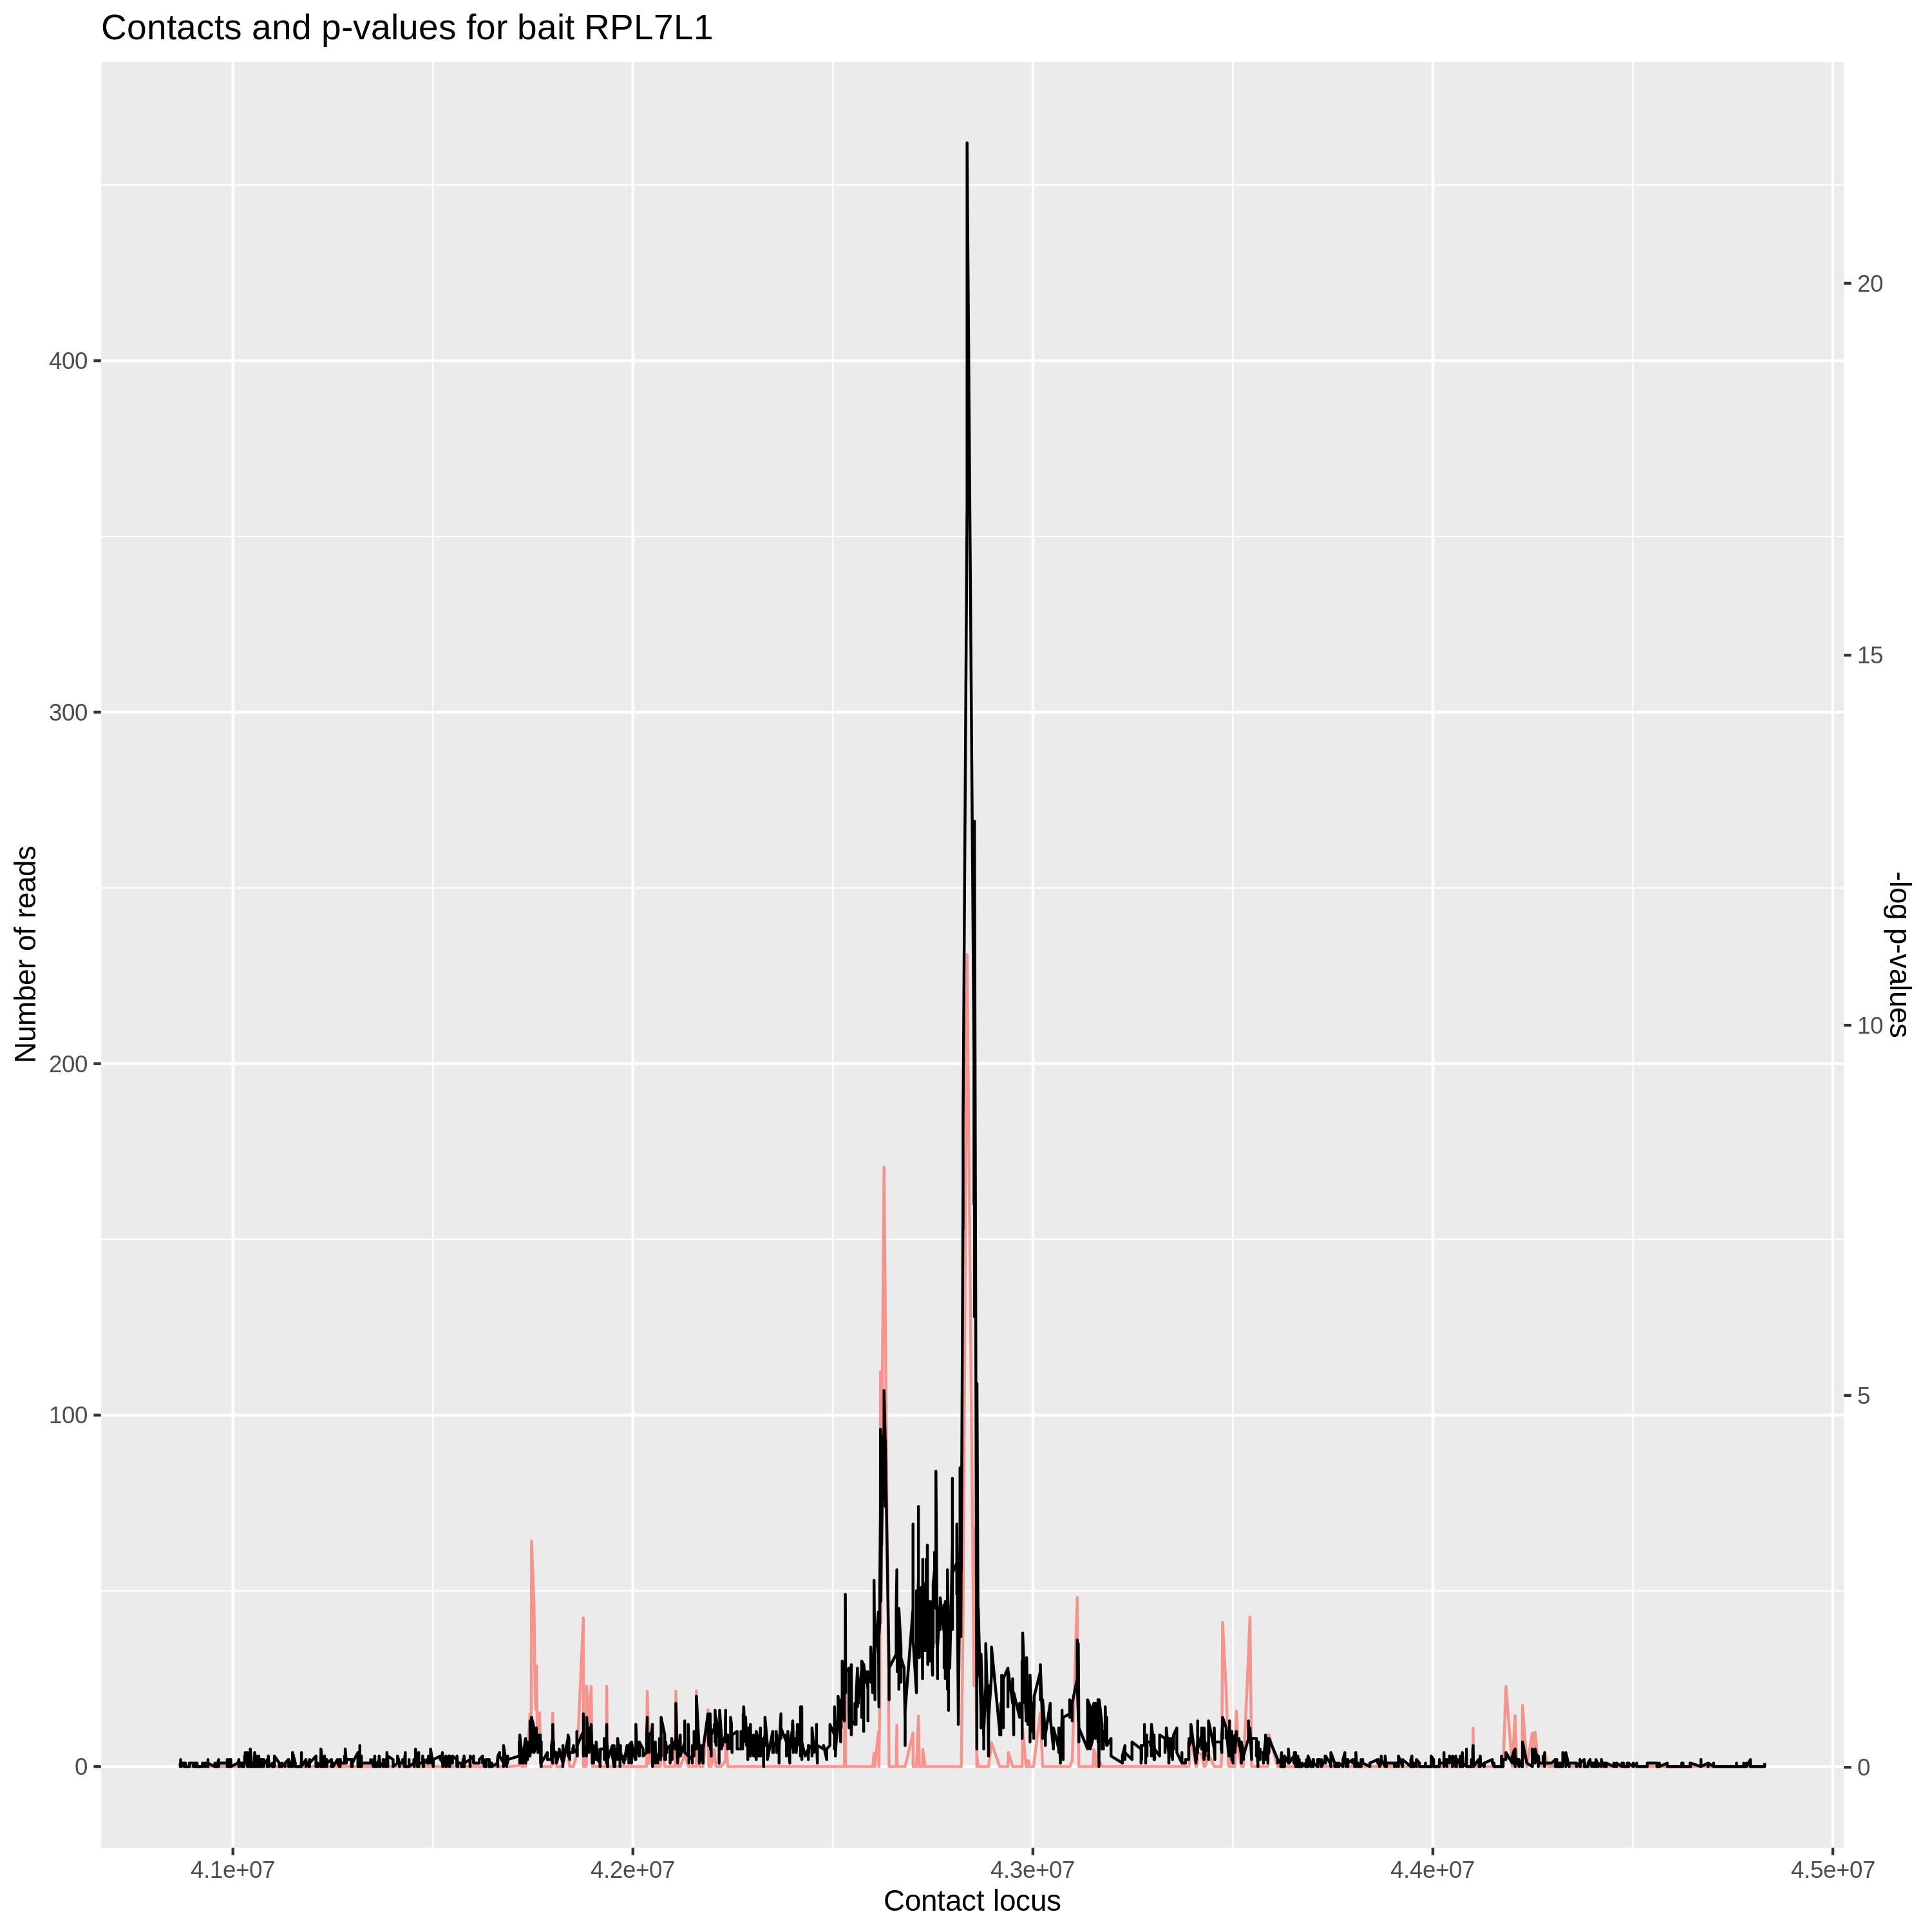 Contacts and p-values for bait RPL7L1
Number of reads
400
300
200
100
0
20
15
10
5
0
-log p-values
4.1e+07
4.2e+07
4.3e+07
4.4e+07
4.5e+07
Contact locus